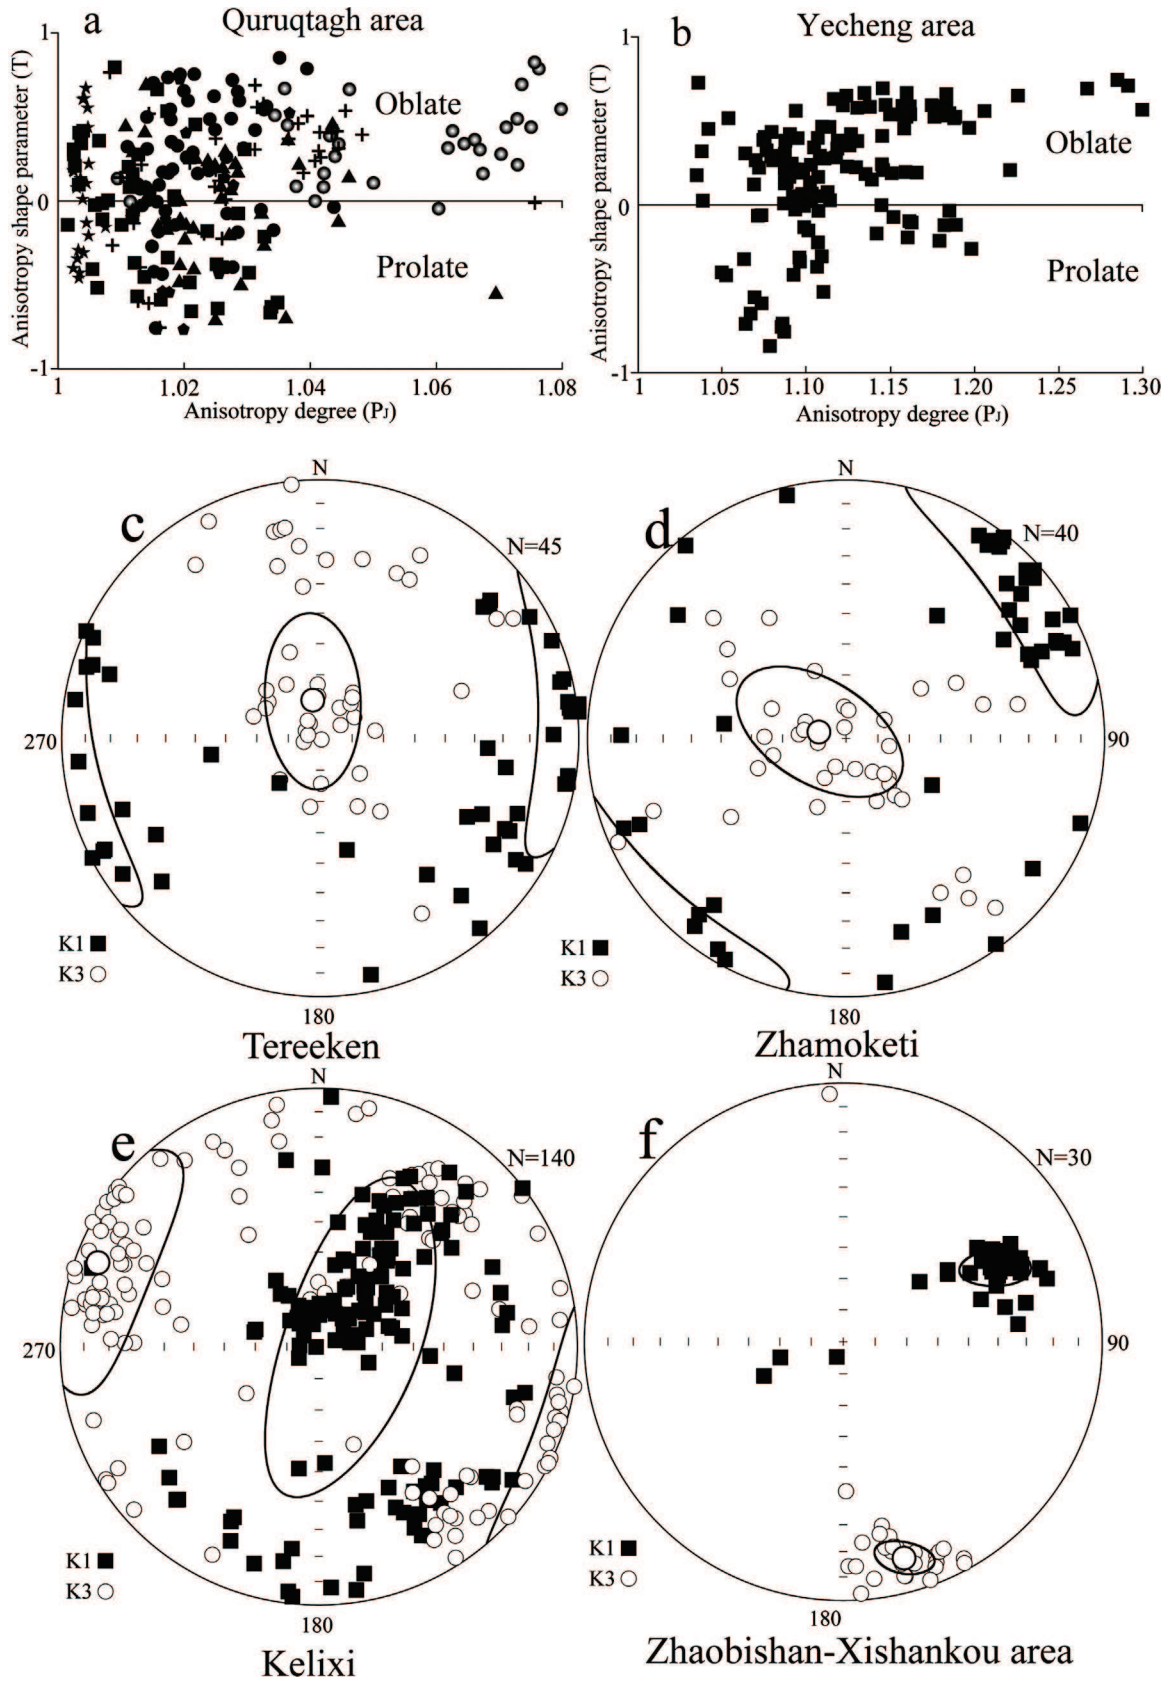 a Quruqtagh area
Anisotropy shape parameter (T)
1
0
-1
Oblate
Prolate
1 1.02 1.04 1.06 1.08
Anisotropy degree (PJ)
b Yecheng area
Anisotropy shape parameter (T)
1
0
-1
Oblate
Prolate
1 1.05 1.10 1.15 1.20 1.25 1.30
Anisotropy degree (PJ)
c
N
N=45
270
K1
K3
180
Tereeken
d
N
N=40
90
K1
K3
180
Zhamoketi
e
N
N=140
270
K1
K3
180
Kelixi
f
N
N=30
90
K1
K3
180
Zhaobishan-Xishankou area